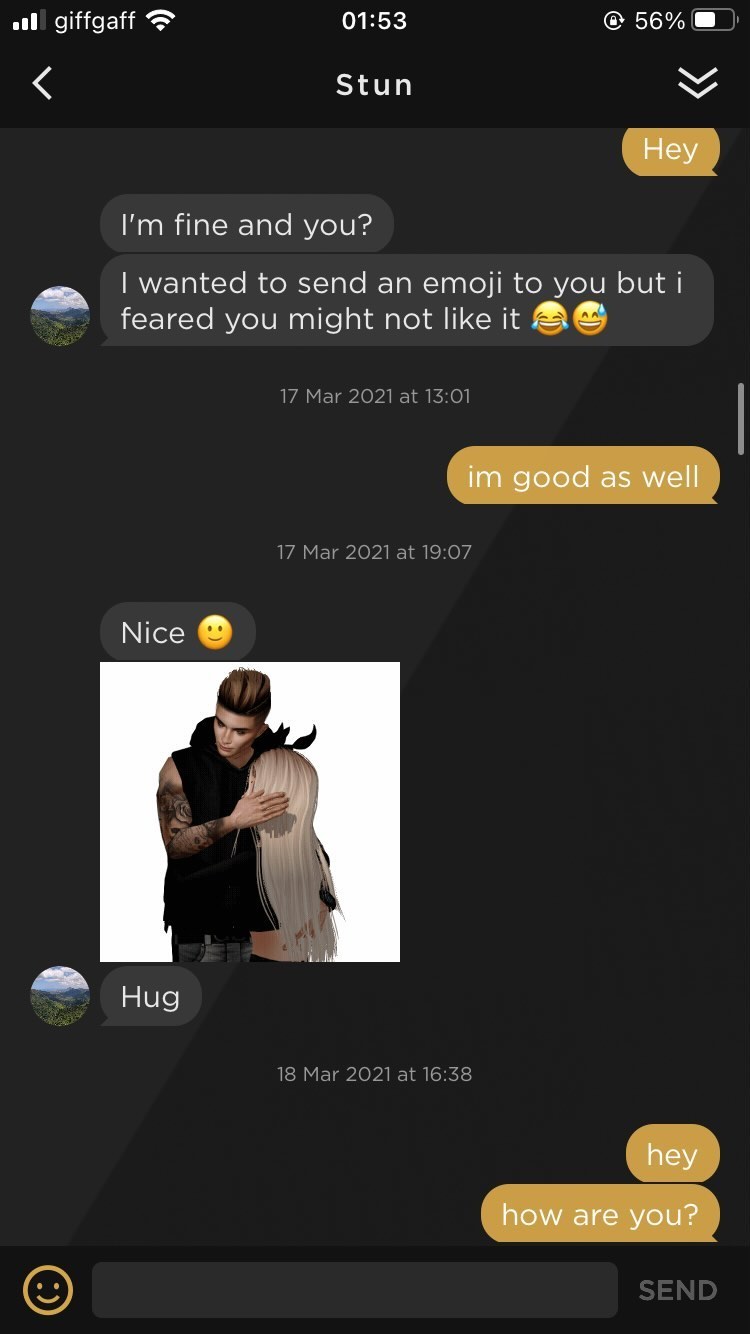 giffgaff 01:53 56%
Stun
Hey
I'm fine and you?
I wanted to send an emoji to you but i
feared you might not like it 😂😅
17 Mar 2021 at 13:01
im good as well
17 Mar 2021 at 19:07
Nice 🙂
Hug
18 Mar 2021 at 16:38
hey
how are you?
SEND